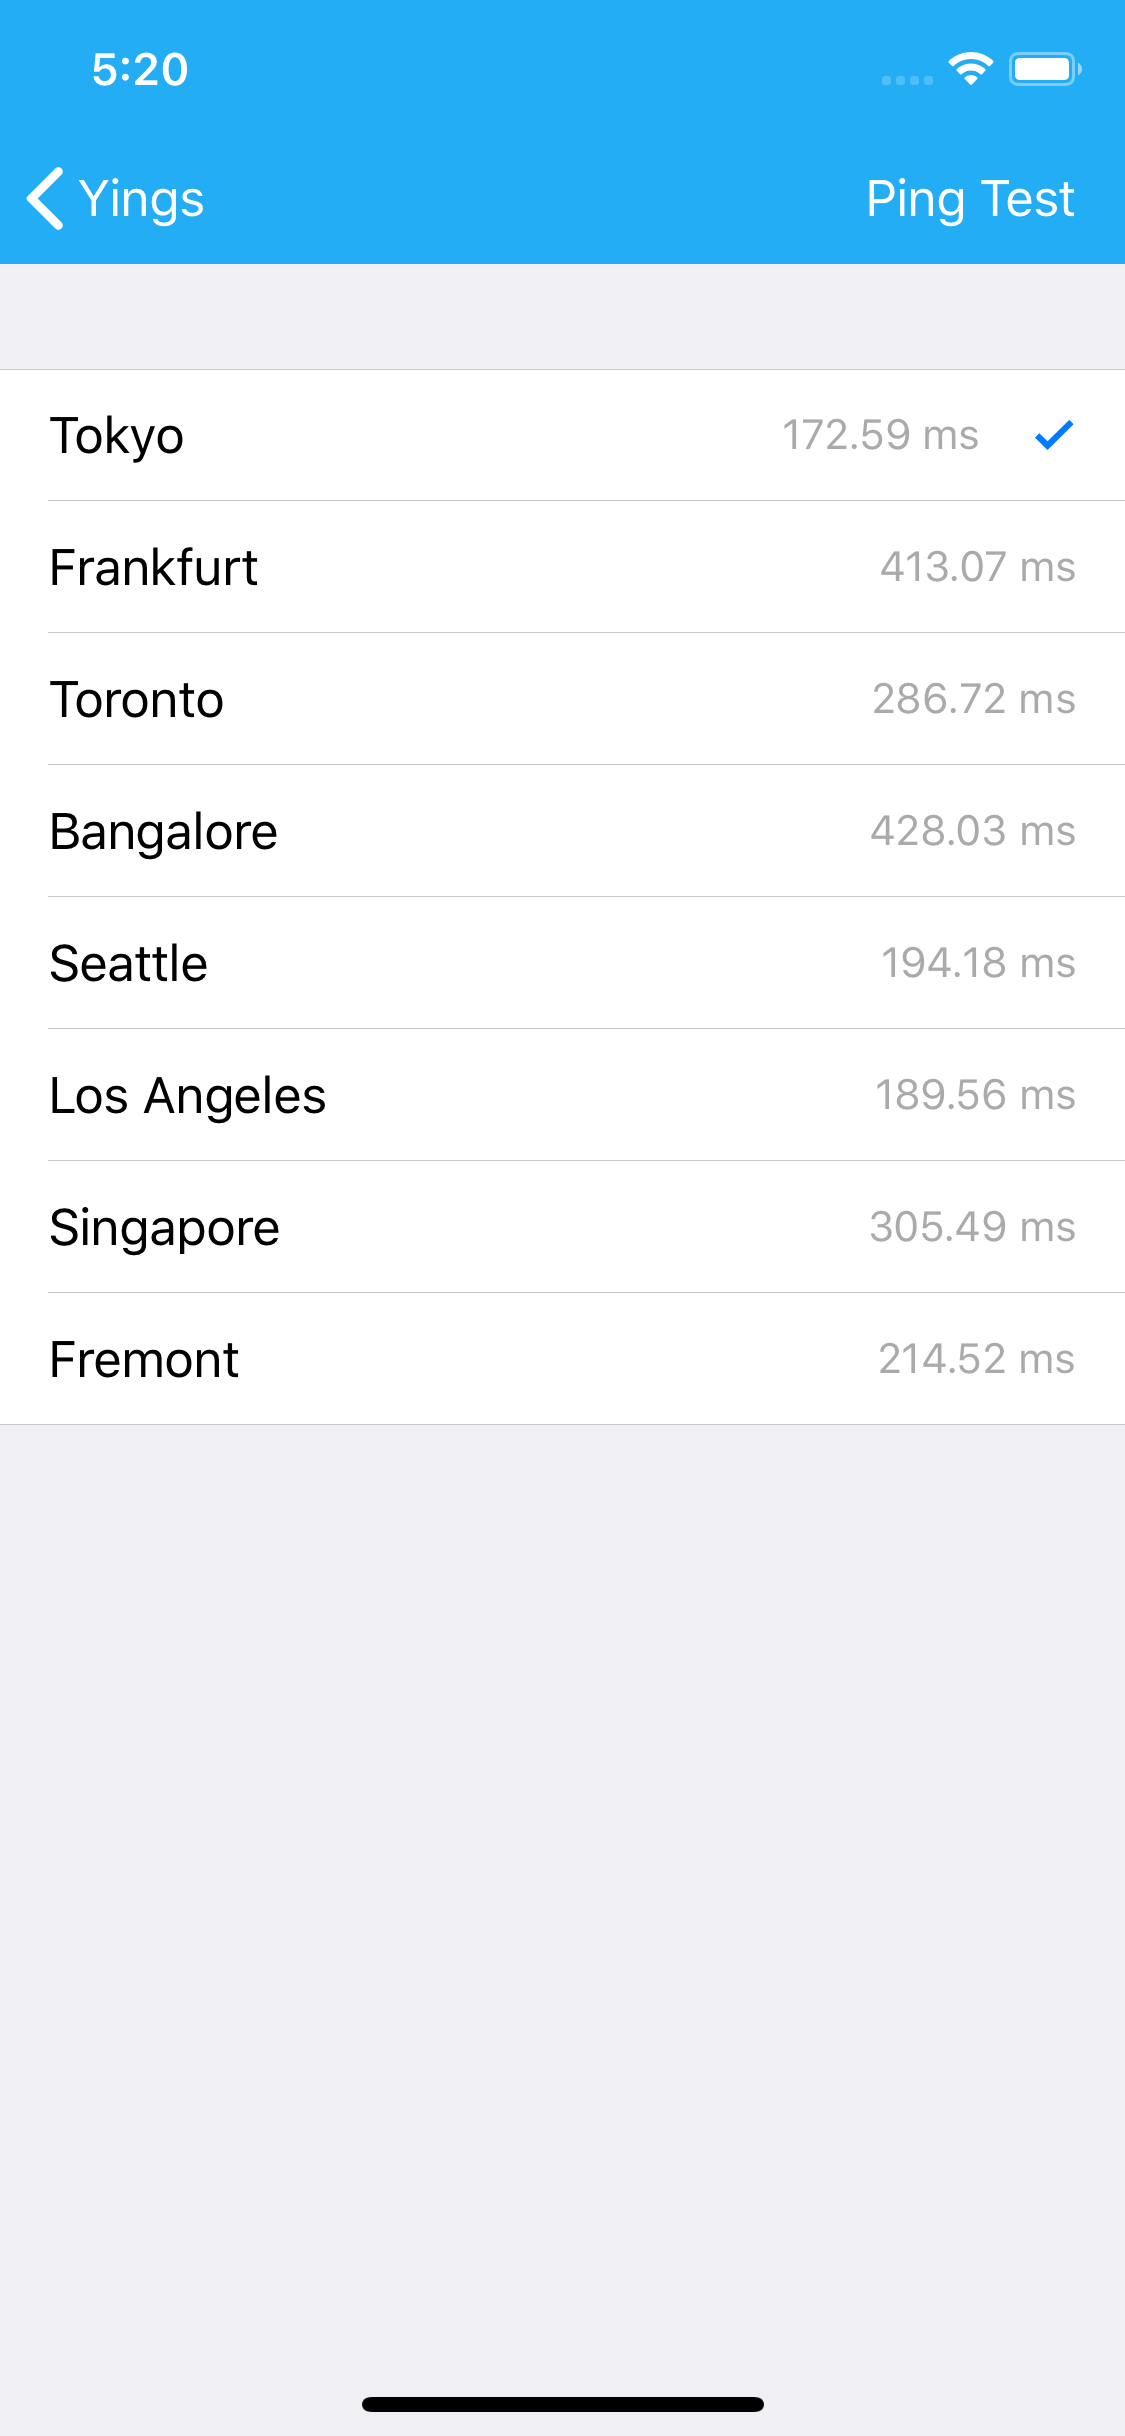 5:20
Yings Ping Test
Tokyo 172.59 ms
Frankfurt 413.07 ms
Toronto 286.72 ms
Bangalore 428.03 ms
Seattle 194.18 ms
Los Angeles 189.56 ms
Singapore 305.49 ms
Fremont 214.52 ms